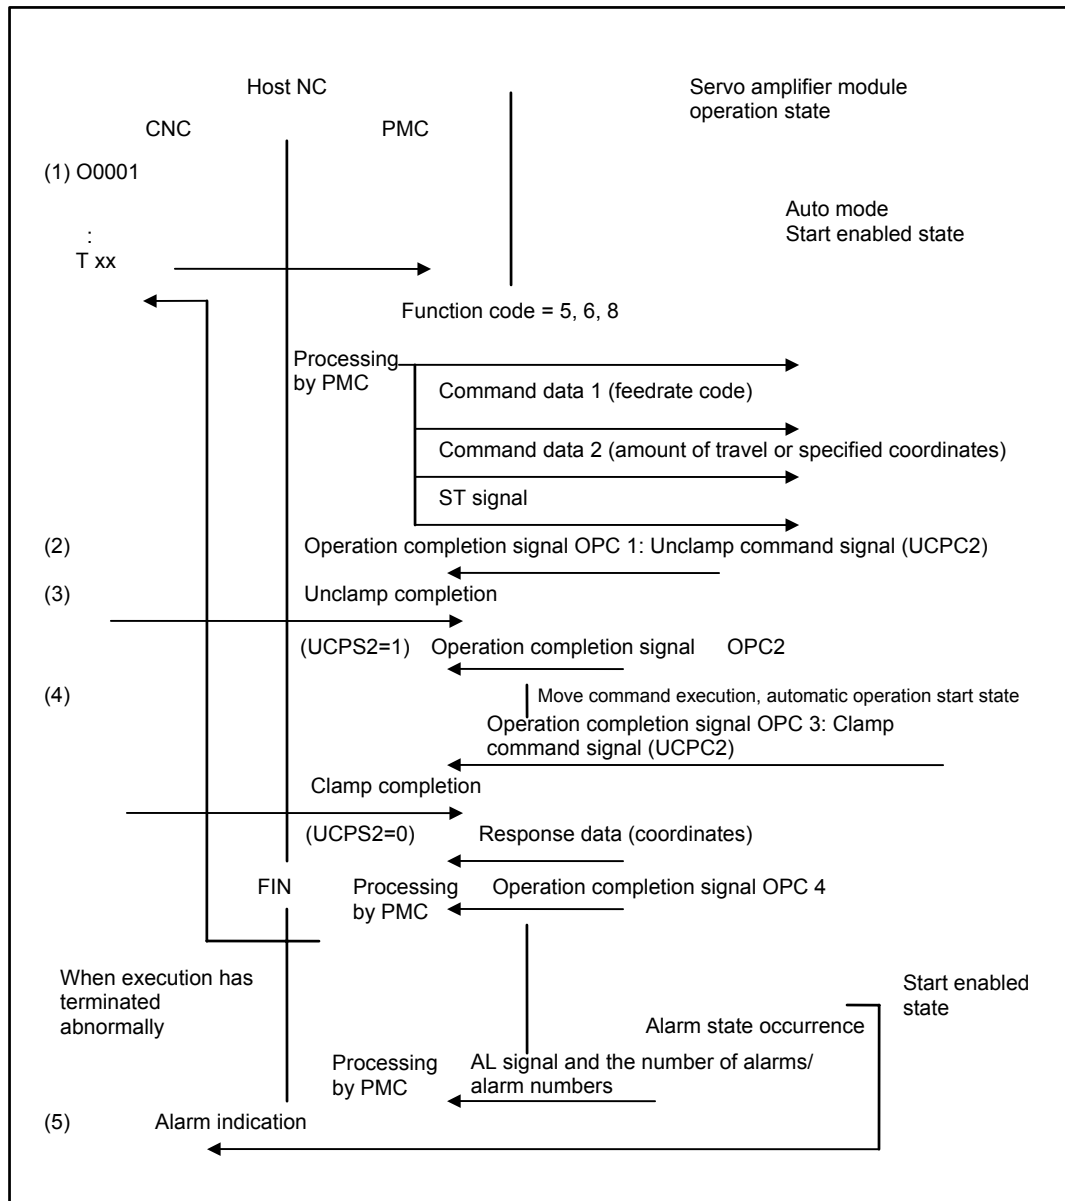 Host NC
Servo amplifier module
operation state
CNC
PMC
(1) O0001
Auto mode
Start enabled state
:
T xx
Function code = 5, 6, 8
Processing
by PMC
Command data 1 (feedrate code)
Command data 2 (amount of travel or specified coordinates)
ST signal
(2)
Operation completion signal OPC 1: Unclamp command signal (UCPC2)
(3)
Unclamp completion
(UCPS2=1)
Operation completion signal OPC2
(4)
Move command execution, automatic operation start state
Operation completion signal OPC 3: Clamp
command signal (UCPC2)
Clamp completion
(UCPS2=0)
Response data (coordinates)
FIN
Processing
by PMC
Operation completion signal OPC 4
When execution has
terminated
abnormally
Start enabled
state
Alarm state occurrence
Processing
by PMC
AL signal and the number of alarms/
alarm numbers
(5)
Alarm indication